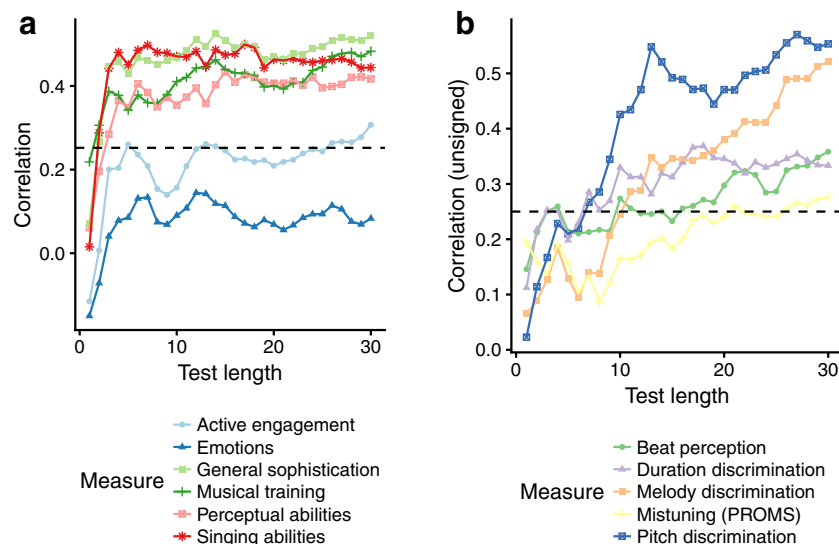 a
Correlation
0.4
0.2
0.0
0 10 20 30
Test length
Measure
Active engagement
Emotions
General sophistication
Musical training
Perceptual abilities
Singing abilities
b
Correlation (unsigned)
0.5
0.4
0.3
0.2
0.1
0.0
0 10 20 30
Test length
Measure
Beat perception
Duration discrimination
Melody discrimination
Mistuning (PROMS)
Pitch discrimination